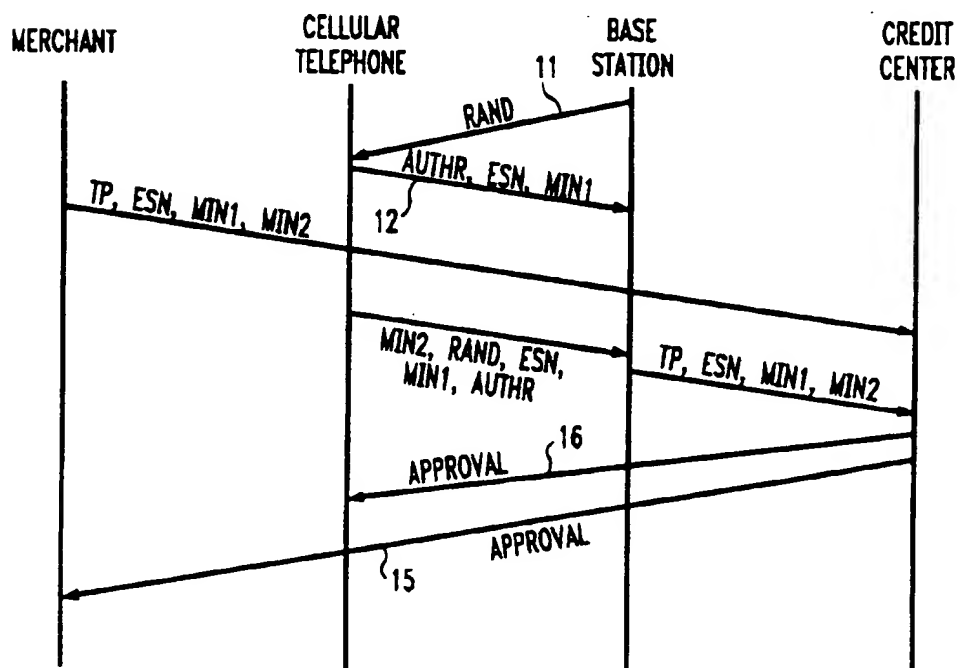 MERCHANT
CELLULAR
TELEPHONE
BASE
STATION
CREDIT
CENTER
11
RAND
AUTHR, ESN, MIN1
12
TP, ESN, MIN1, MIN2
MIN2, RAND, ESN,
MIN1, AUTHR
TP, ESN, MIN1, MIN2
16
APPROVAL
APPROVAL
15